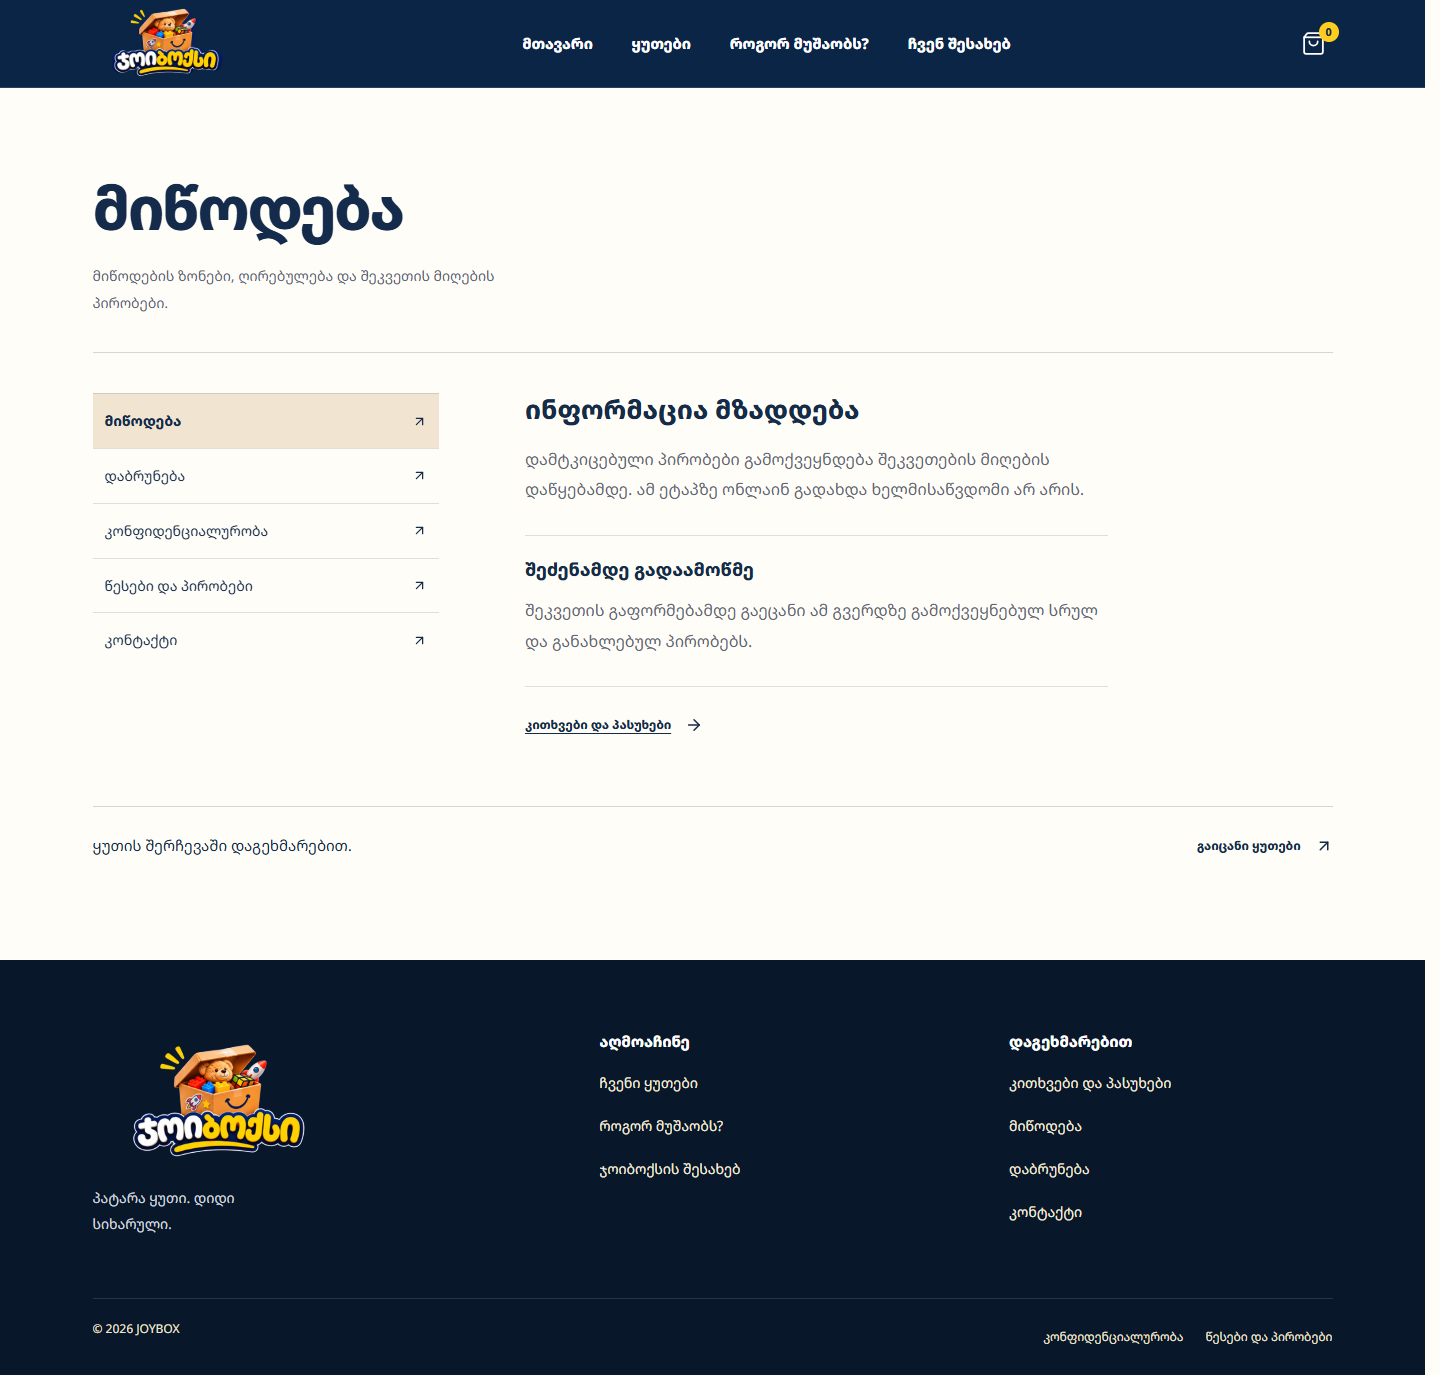 ჯოიბოქსი
მთავარი
ყუთები
როგორ მუშაობს?
ჩვენ შესახებ
0
მიწოდება
მიწოდების ზონები, ღირებულება და შეკვეთის მიღების
პირობები.
მიწოდება
დაბრუნება
კონფიდენციალურობა
წესები და პირობები
კონტაქტი
ინფორმაცია მზადდება
დამტკიცებული პირობები გამოქვეყნდება შეკვეთების მიღების
დაწყებამდე. ამ ეტაპზე ონლაინ გადახდა ხელმისაწვდომი არ არის.
შეძენამდე გადაამოწმე
შეკვეთის გაფორმებამდე გაეცანი ამ გვერდზე გამოქვეყნებულ სრულ
და განახლებულ პირობებს.
კითხვები და პასუხები
ყუთის შერჩევაში დაგეხმარებით.
გაიცანი ყუთები
ჯოიბოქსი
პატარა ყუთი. დიდი
სიხარული.
აღმოაჩინე
ჩვენი ყუთები
როგორ მუშაობს?
ჯოიბოქსის შესახებ
დაგეხმარებით
კითხვები და პასუხები
მიწოდება
დაბრუნება
კონტაქტი
© 2026 JOYBOX
კონფიდენციალურობა
წესები და პირობები